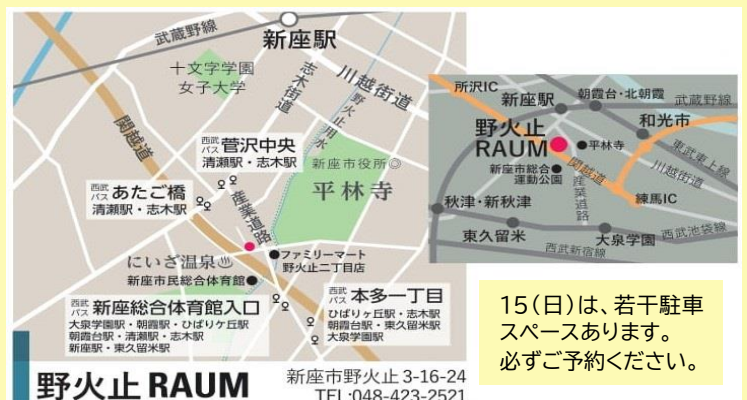 武蔵野線
新座駅
十文字学園
女子大学
志木街道
川越街道
野火止用水
関越道
西武バス 菅沢中央
清瀬駅・志木駅
新座市役所◎
平林寺
西武バス あたご橋
清瀬駅・志木駅
産業道路
にいざ温泉♨
●ファミリーマート
野火止二丁目店
新座市民総合体育館●
西武バス 新座総合体育館入口
大泉学園駅・朝霞駅・ひばりヶ丘駅
朝霞台駅・清瀬駅・志木駅
新座駅・東久留米駅
西武バス 本多一丁目
ひばりヶ丘駅・志木駅
朝霞台駅・東久留米駅
大泉学園駅
野火止 RAUM
新座市野火止3-16-24
TEL:048-423-2521
所沢IC
新座駅
朝霞台・北朝霞
武蔵野線
野火止
RAUM
●平林寺
和光市
東武東上線
新座市総合
運動公園
関越道
川越街道
産業道路
練馬IC
秋津・新秋津
東久留米
大泉学園
西武池袋線
西武新宿線
15(日)は、若干駐車
スペースあります。
必ずご予約ください。